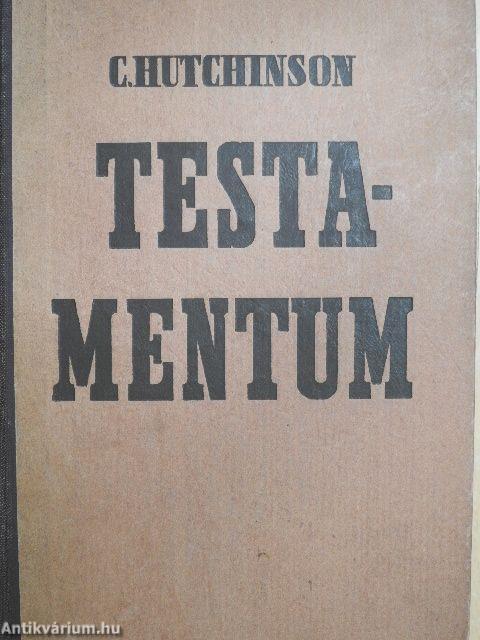 C.HUTCHINSON
TESTA-
MENTUM
Antikvárium.hu